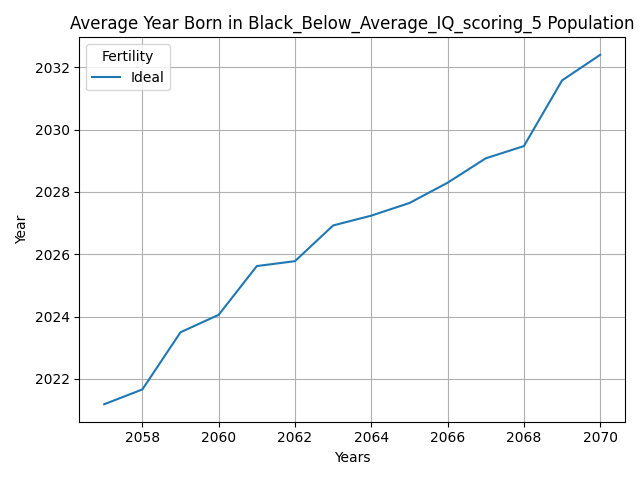 Average Year Born in Black_Below_Average_IQ_scoring_5 Population
Fertility
Ideal
2032
2030
2028
2026
2024
2022
Year
2058 2060 2062 2064 2066 2068 2070
Years